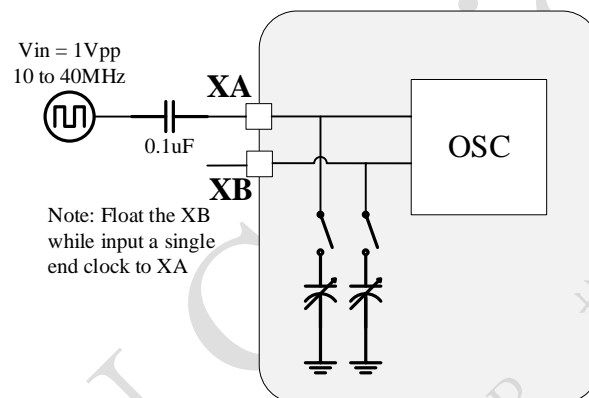 Vin = 1Vpp
10 to 40MHz
XA
0.1uF
OSC
XB
Note: Float the XB
while input a single
end clock to XA